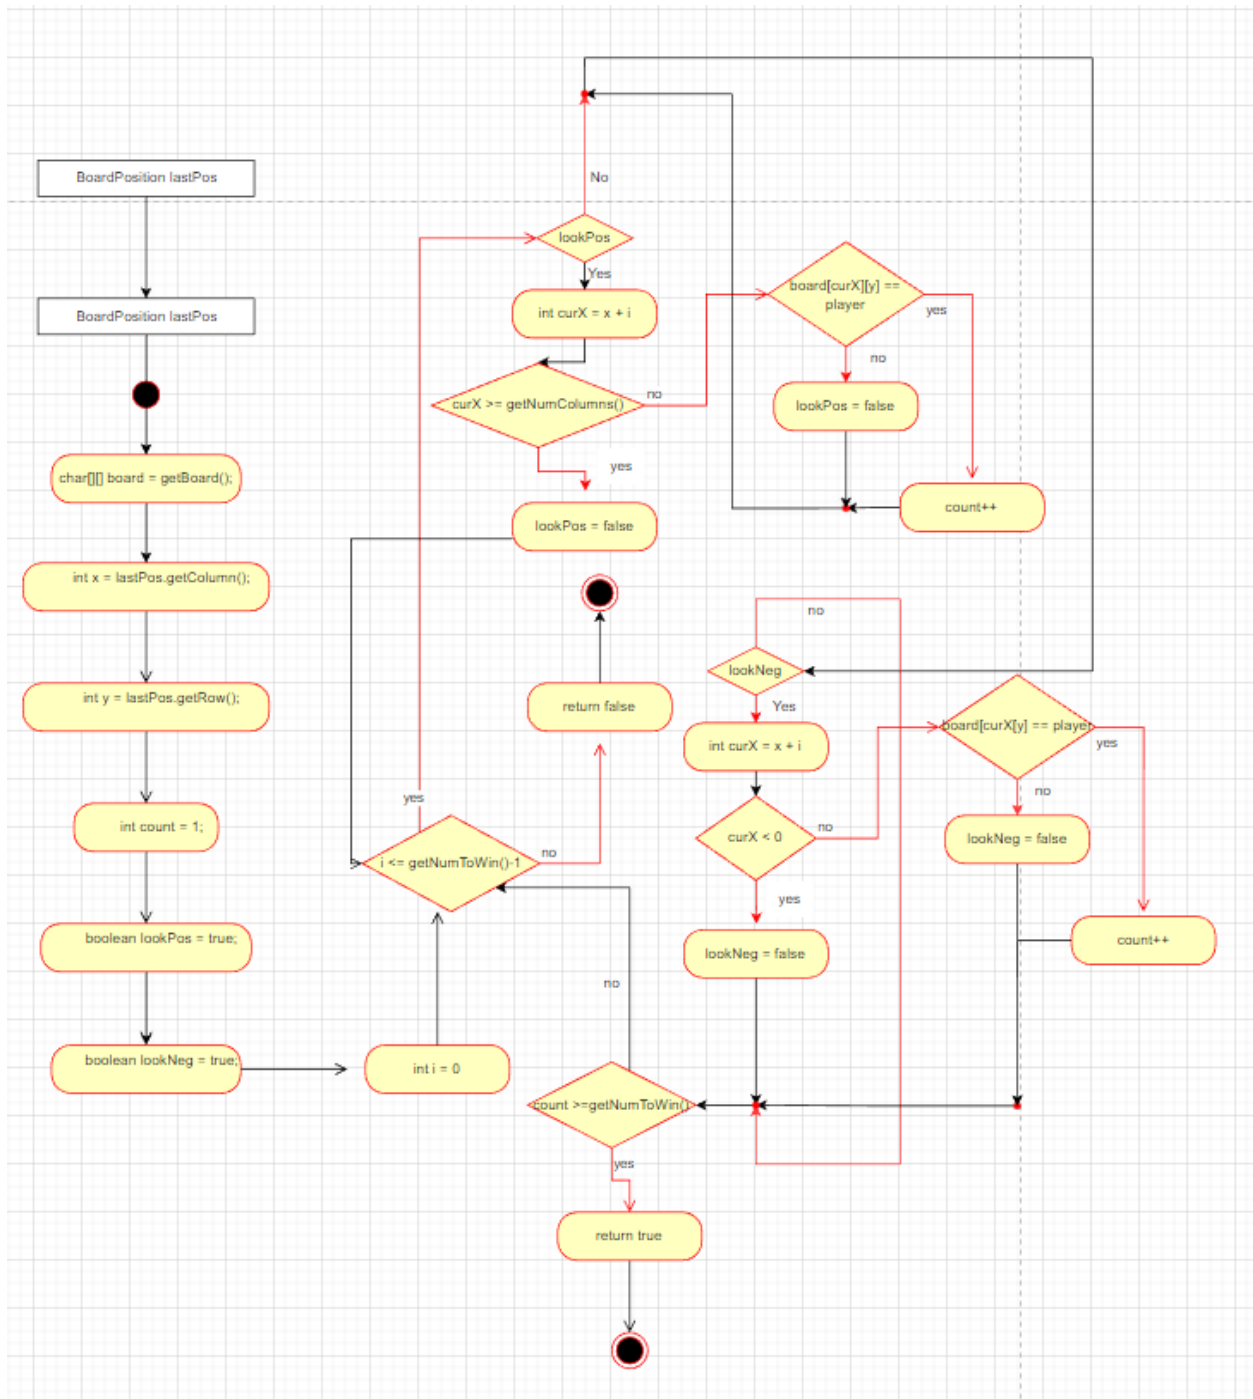 BoardPosition lastPos
BoardPosition lastPos
char[][] board = getBoard();
int x = lastPos.getColumn();
int y = lastPos.getRow();
int count = 1;
boolean lookPos = true;
boolean lookNeg = true;
int i = 0
i <= getNumToWin()-1
yes
no
return false
No
lookPos
Yes
int curX = x + i
curX >= getNumColumns()
no
yes
lookPos = false
board[curX][y] ==
player
yes
no
lookPos = false
count++
no
lookNeg
Yes
int curX = x + i
curX < 0
no
yes
lookNeg = false
board[curX[y] == player
yes
no
lookNeg = false
count++
no
count >=getNumToWin()
yes
return true